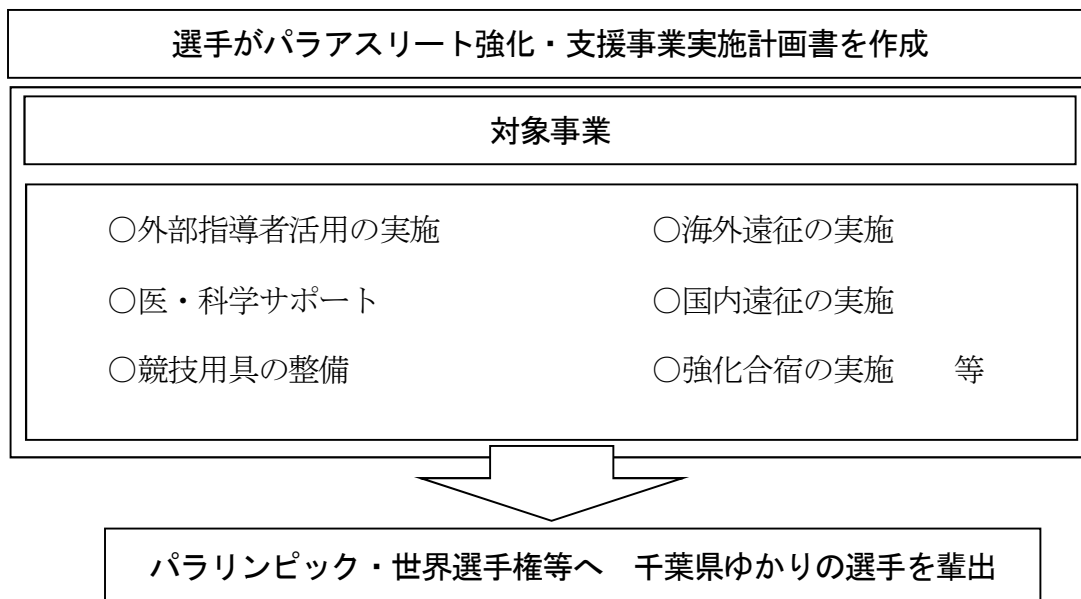 選手がパラアスリート強化・支援事業実施計画書を作成
対象事業
○外部指導者活用の実施
○海外遠征の実施
○医・科学サポート
○国内遠征の実施
○競技用具の整備
○強化合宿の実施　等
パラリンピック・世界選手権等へ　千葉県ゆかりの選手を輩出